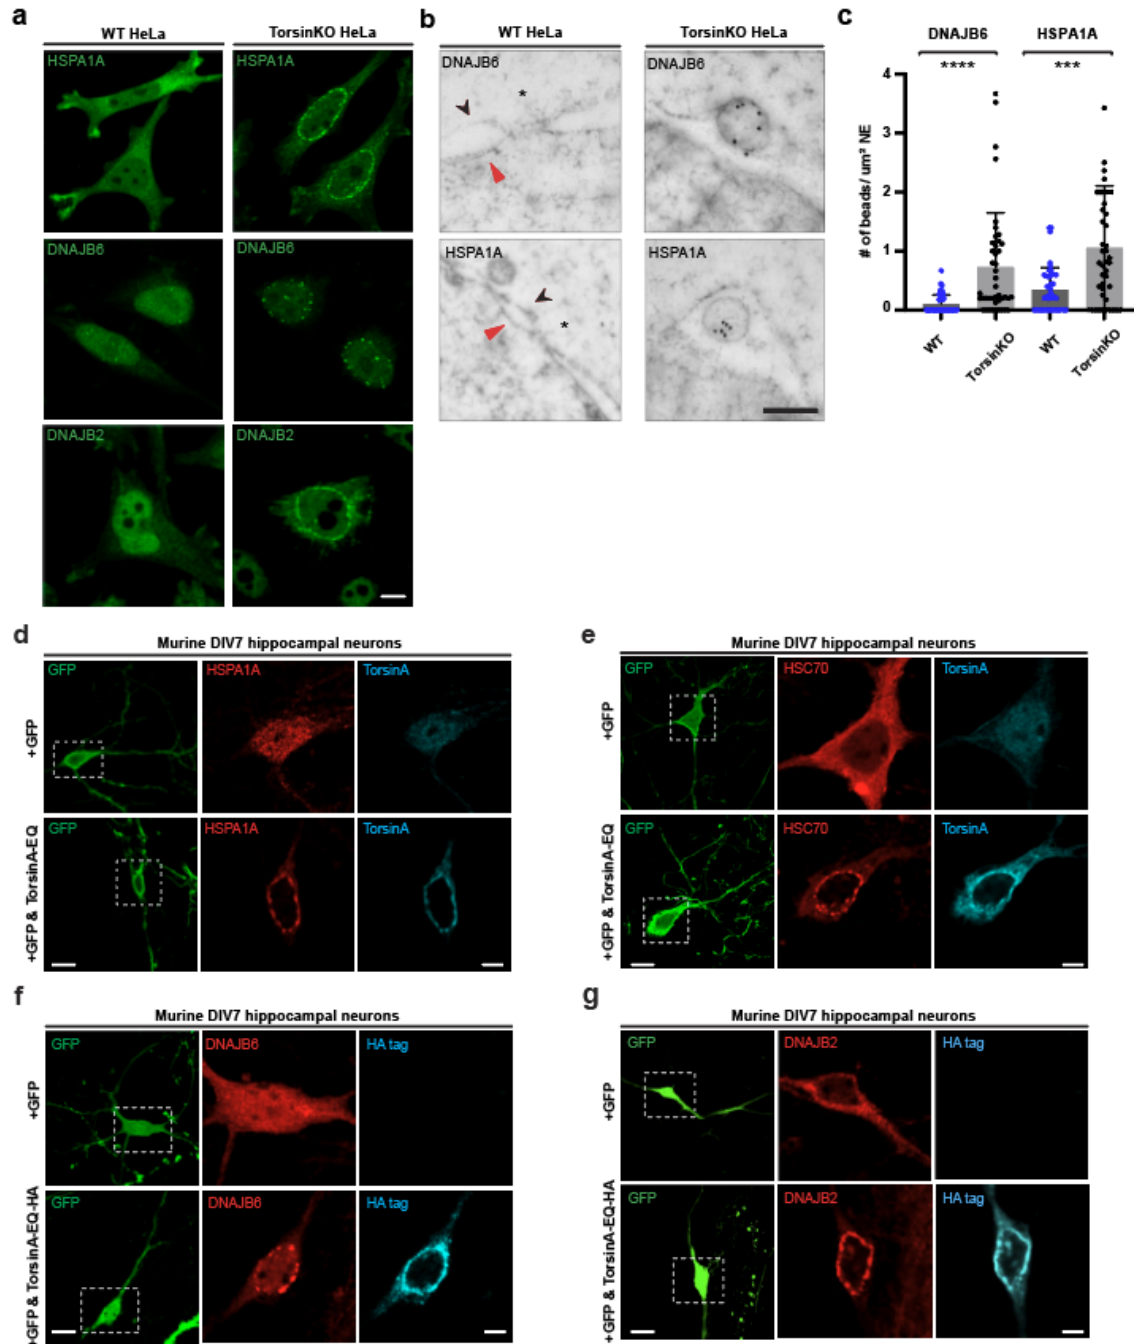 a
WT HeLa
TorsinKO HeLa
HSPA1A
HSPA1A
DNAJB6
DNAJB6
DNAJB2
DNAJB2
b
WT HeLa
TorsinKO HeLa
DNAJB6
*
DNAJB6
HSPA1A
*
HSPA1A
c
DNAJB6
HSPA1A
****
***
# of beads/ um² NE
4
3
2
1
0
WT
TorsinKO
WT
TorsinKO
d
Murine DIV7 hippocampal neurons
+GFP
GFP
HSPA1A
TorsinA
+GFP & TorsinA-EQ
GFP
HSPA1A
TorsinA
e
Murine DIV7 hippocampal neurons
+GFP
GFP
HSC70
TorsinA
+GFP & TorsinA-EQ
GFP
HSC70
TorsinA
f
Murine DIV7 hippocampal neurons
+GFP
GFP
DNAJB6
HA tag
+GFP & TorsinA-EQ-HA
GFP
DNAJB6
HA tag
g
Murine DIV7 hippocampal neurons
+GFP
GFP
DNAJB2
HA tag
+GFP & TorsinA-EQ-HA
GFP
DNAJB2
HA tag